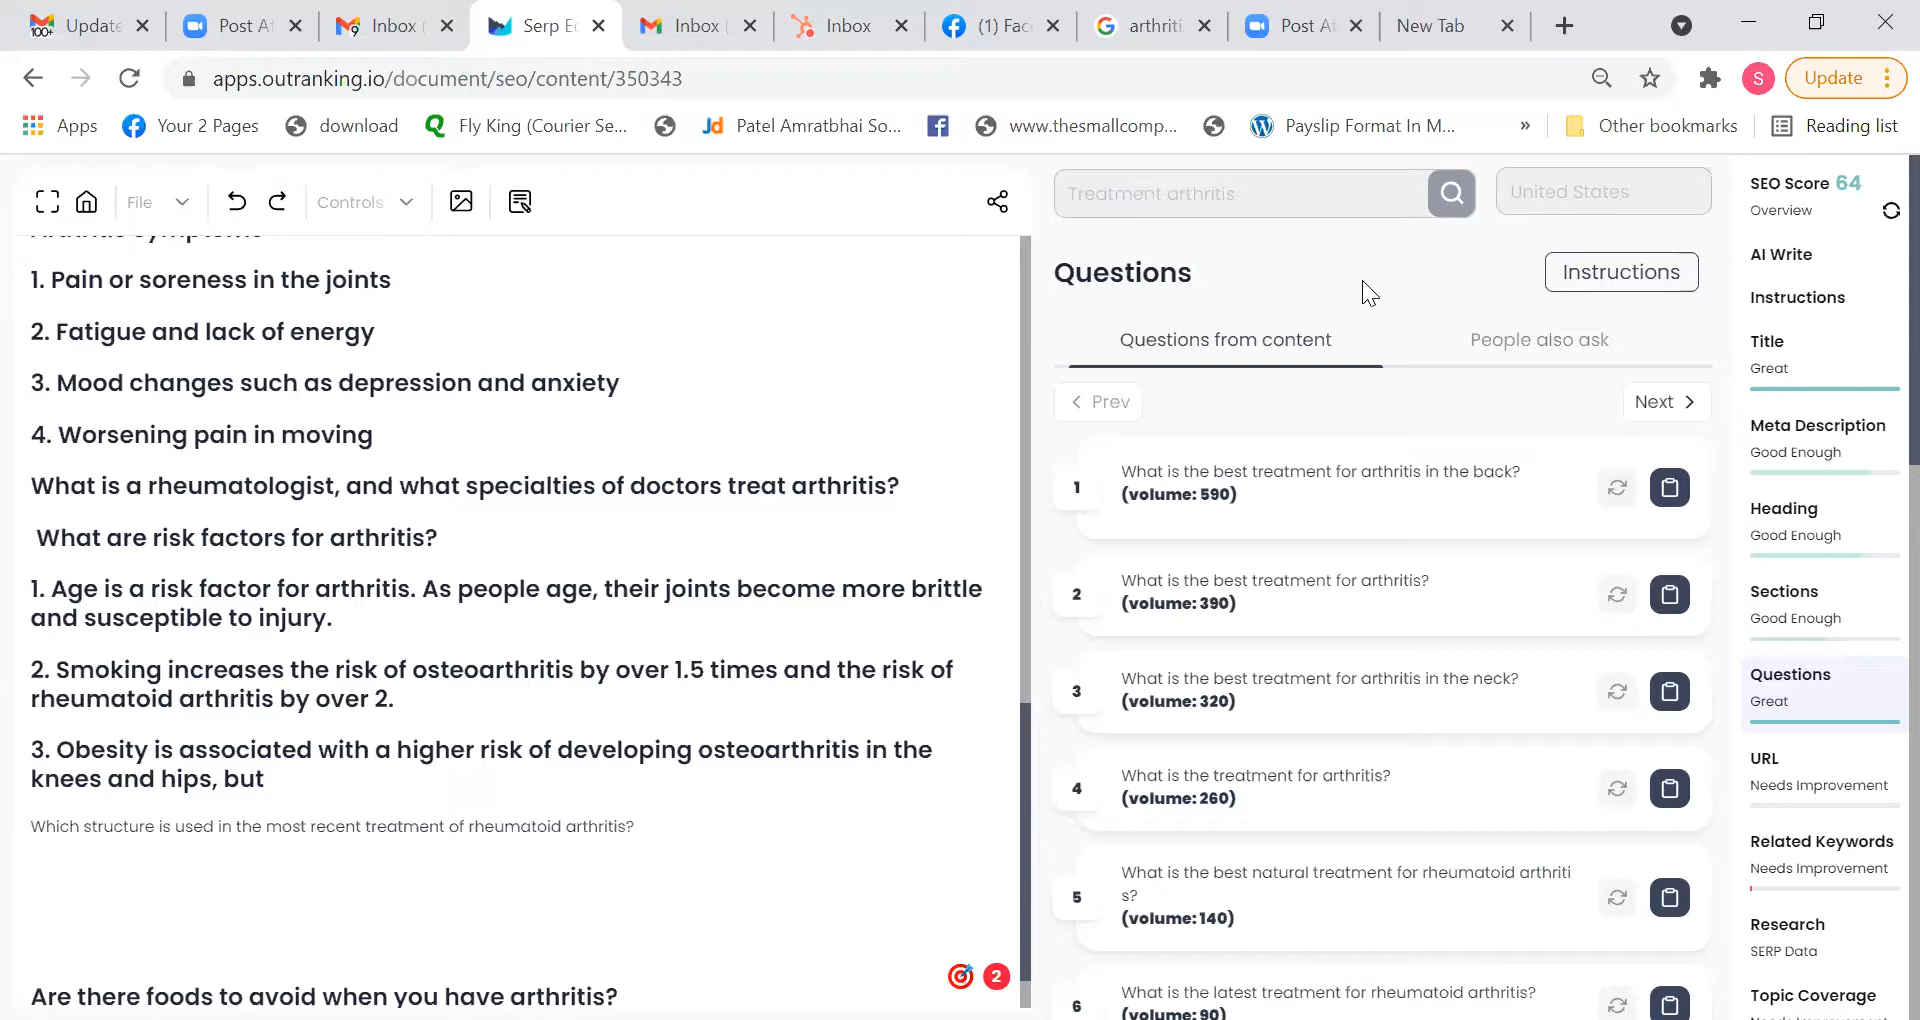 Update
Post At
Inbox (
Serp Ec
Inbox (
Inbox
(1) Fac
arthriti
Post At
New Tab
apps.outranking.io/document/seo/content/350343
S
Update
Apps
Your 2 Pages
download
Fly King (Courier Se...
Patel Amratbhai So...
www.thesmallcomp...
Payslip Format In M...
»
Other bookmarks
Reading list
File
Controls
Treatment arthritis
United States
SEO Score 64
Overview
Arthritis symptoms
1. Pain or soreness in the joints
2. Fatigue and lack of energy
3. Mood changes such as depression and anxiety
4. Worsening pain in moving
What is a rheumatologist, and what specialties of doctors treat arthritis?
What are risk factors for arthritis?
1. Age is a risk factor for arthritis. As people age, their joints become more brittle
and susceptible to injury.
2. Smoking increases the risk of osteoarthritis by over 1.5 times and the risk of
rheumatoid arthritis by over 2.
3. Obesity is associated with a higher risk of developing osteoarthritis in the
knees and hips, but
Which structure is used in the most recent treatment of rheumatoid arthritis?
2
Are there foods to avoid when you have arthritis?
Questions
Instructions
Questions from content
People also ask
Prev
Next
1
What is the best treatment for arthritis in the back?
(volume: 590)
2
What is the best treatment for arthritis?
(volume: 390)
3
What is the best treatment for arthritis in the neck?
(volume: 320)
4
What is the treatment for arthritis?
(volume: 260)
5
What is the best natural treatment for rheumatoid arthriti
s?
(volume: 140)
6
What is the latest treatment for rheumatoid arthritis?
(volume: 90)
AI Write
Instructions
Title
Great
Meta Description
Good Enough
Heading
Good Enough
Sections
Good Enough
Questions
Great
URL
Needs Improvement
Related Keywords
Needs Improvement
Research
SERP Data
Topic Coverage
Needs Improvement